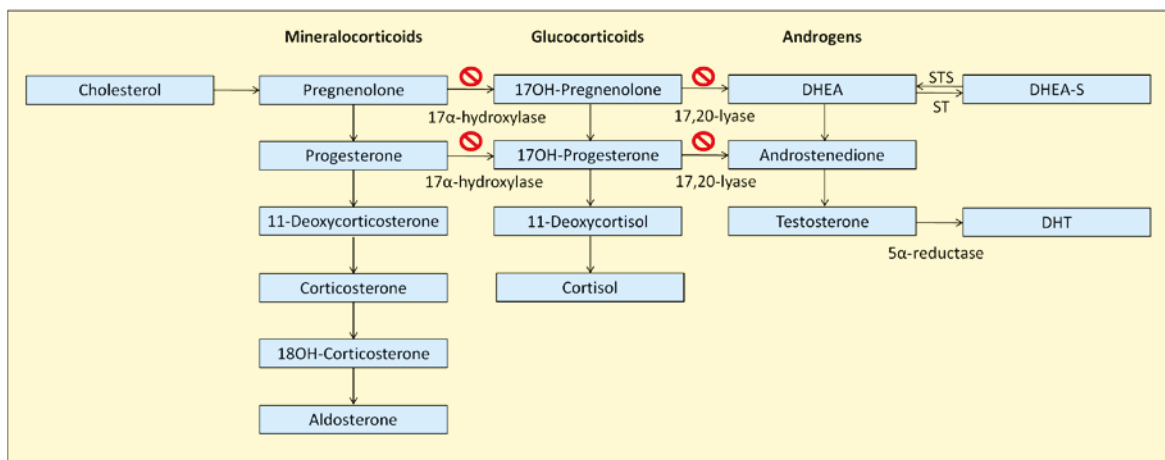 Mineralocorticoids
Glucocorticoids
Androgens
Cholesterol
Pregnenolone
17OH-Pregnenolone
DHEA
STS
ST
DHEA-S
17α-hydroxylase
17,20-lyase
Progesterone
17OH-Progesterone
Androstenedione
17α-hydroxylase
17,20-lyase
11-Deoxycorticosterone
11-Deoxycortisol
Testosterone
DHT
5α-reductase
Corticosterone
Cortisol
18OH-Corticosterone
Aldosterone